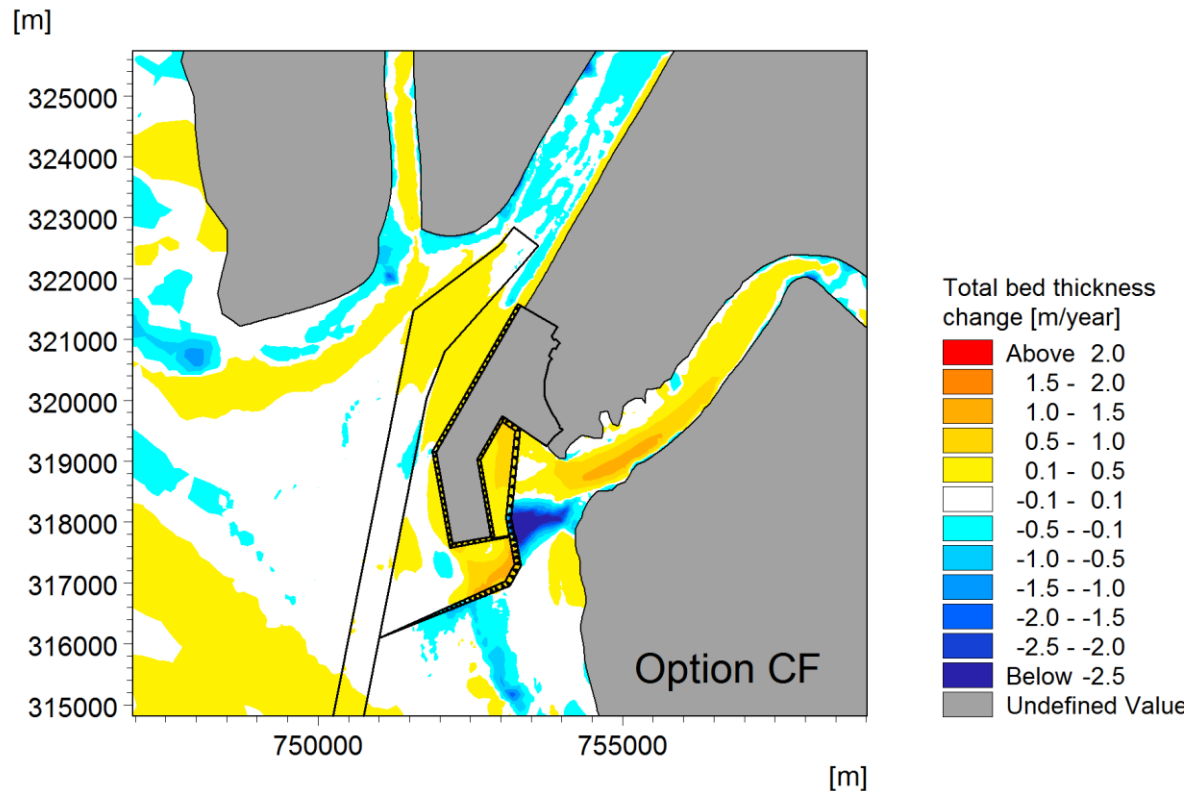 [m]
325000
324000
323000
322000
321000
320000
319000
318000
317000
316000
315000
750000 755000
[m]
Option CF
Total bed thickness
change [m/year]
Above 2.0
1.5 - 2.0
1.0 - 1.5
0.5 - 1.0
0.1 - 0.5
-0.1 - 0.1
-0.5 - -0.1
-1.0 - -0.5
-1.5 - -1.0
-2.0 - -1.5
-2.5 - -2.0
Below -2.5
Undefined Value